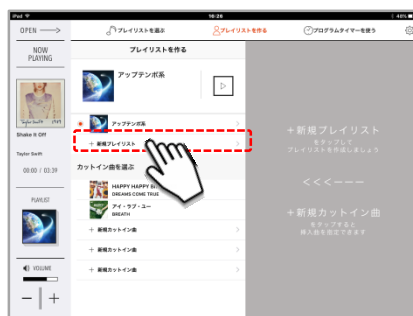 iPad
16:28
48%
OPEN
プレイリストを選ぶ
プレイリストを作る
プログラムタイマーを使う
NOW
PLAYING
プレイリストを作る
アップテンポ系
アップテンポ系
+ 新規プレイリスト
Shake It Off
Taylor Swift
00:00 / 03:39
カットイン曲を選ぶ
HAPPY HAPPY
DREAMS COME TRUE
アイ・ラブ・ユー
BREATH
+ 新規カットイン曲
+ 新規カットイン曲
+ 新規カットイン曲
PLAYLIST
VOLUME
+新規プレイリスト
をタップして
プレイリストを作成しましょう
<<<---
+新規カットイン曲
をタップすると
挿入曲を指定できます